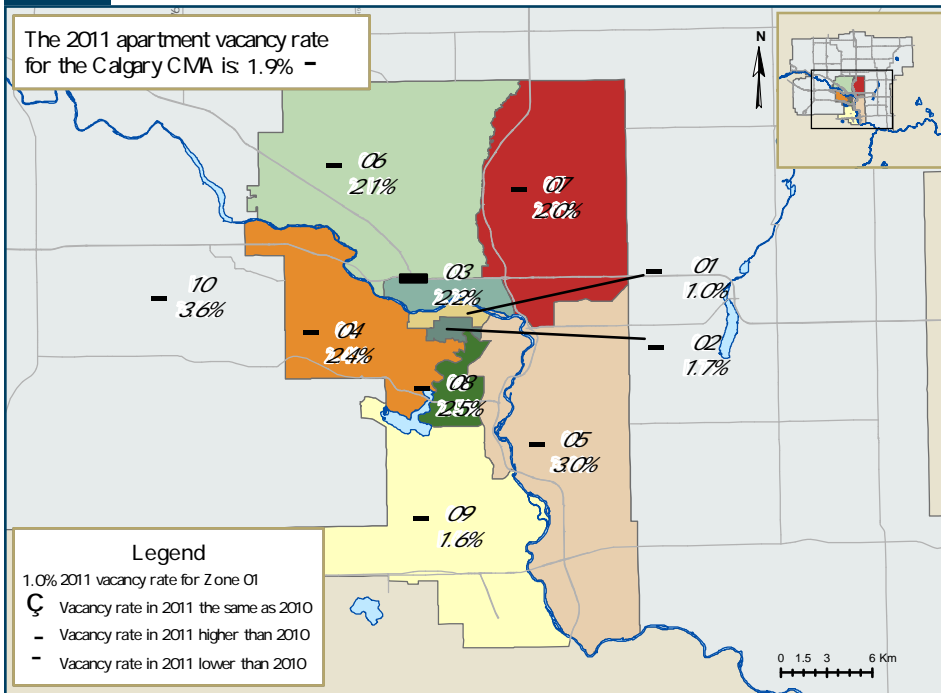 The 2011 apartment vacancy rate
for the Calgary CMA is: 1.9% -
N
06
2.1%
07
2.0%
03
2.2%
01
1.0%
10
3.6%
04
2.4%
02
1.7%
08
2.5%
05
3.0%
09
1.6%
Legend
1.0% 2011 vacancy rate for Zone 01
Ç Vacancy rate in 2011 the same as 2010
- Vacancy rate in 2011 higher than 2010
- Vacancy rate in 2011 lower than 2010
0 1.5 3 6 Km